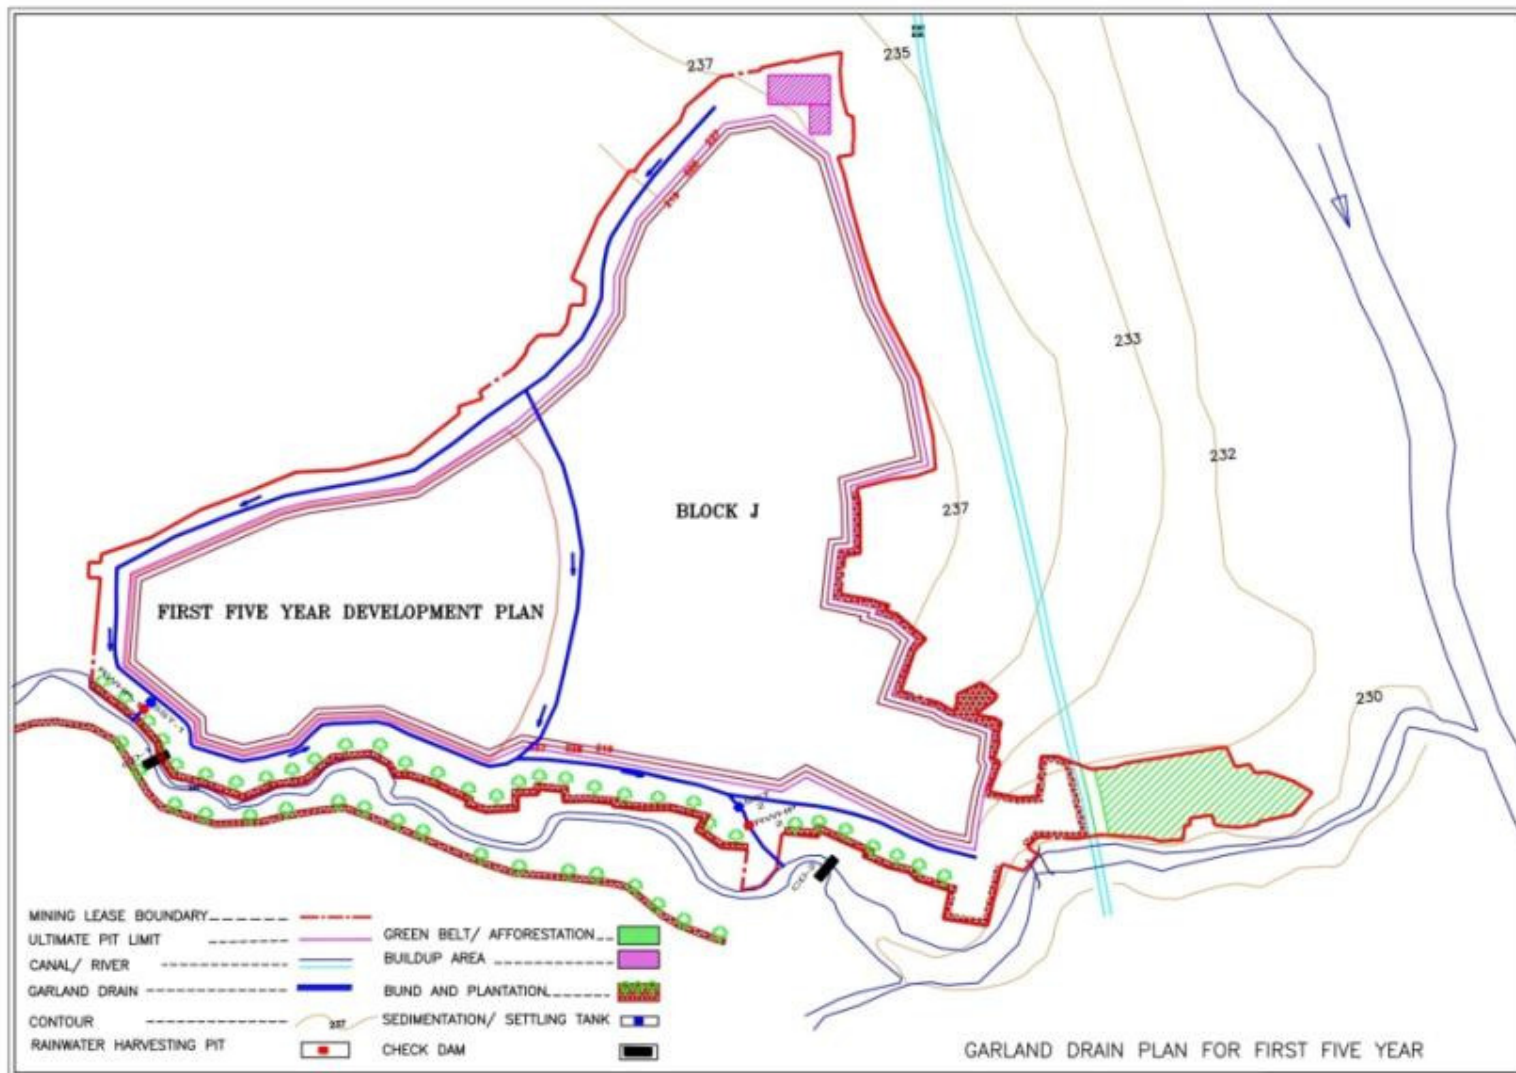 237
235
233
232
237
230
BLOCK J
FIRST FIVE YEAR DEVELOPMENT PLAN
MINING LEASE BOUNDARY
ULTIMATE PIT LIMIT
CANAL/ RIVER
GARLAND DRAIN
CONTOUR
237
RAINWATER HARVESTING PIT
GREEN BELT/ AFFORESTATION
BUILDUP AREA
BUND AND PLANTATION
SEDIMENTATION/ SETTLING TANK
CHECK DAM
GARLAND DRAIN PLAN FOR FIRST FIVE YEAR